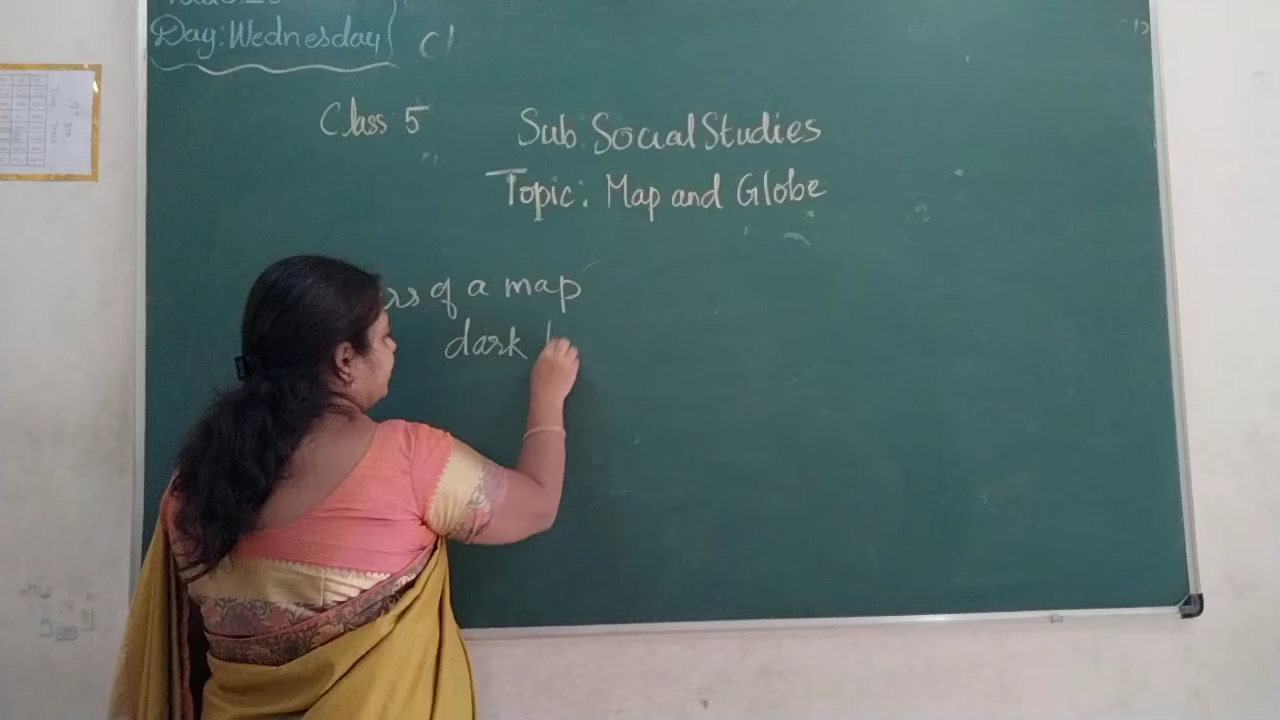 Day: Wednesday
Class 5
Sub Social Studies
Topic: Map and Globe
of a map
dark